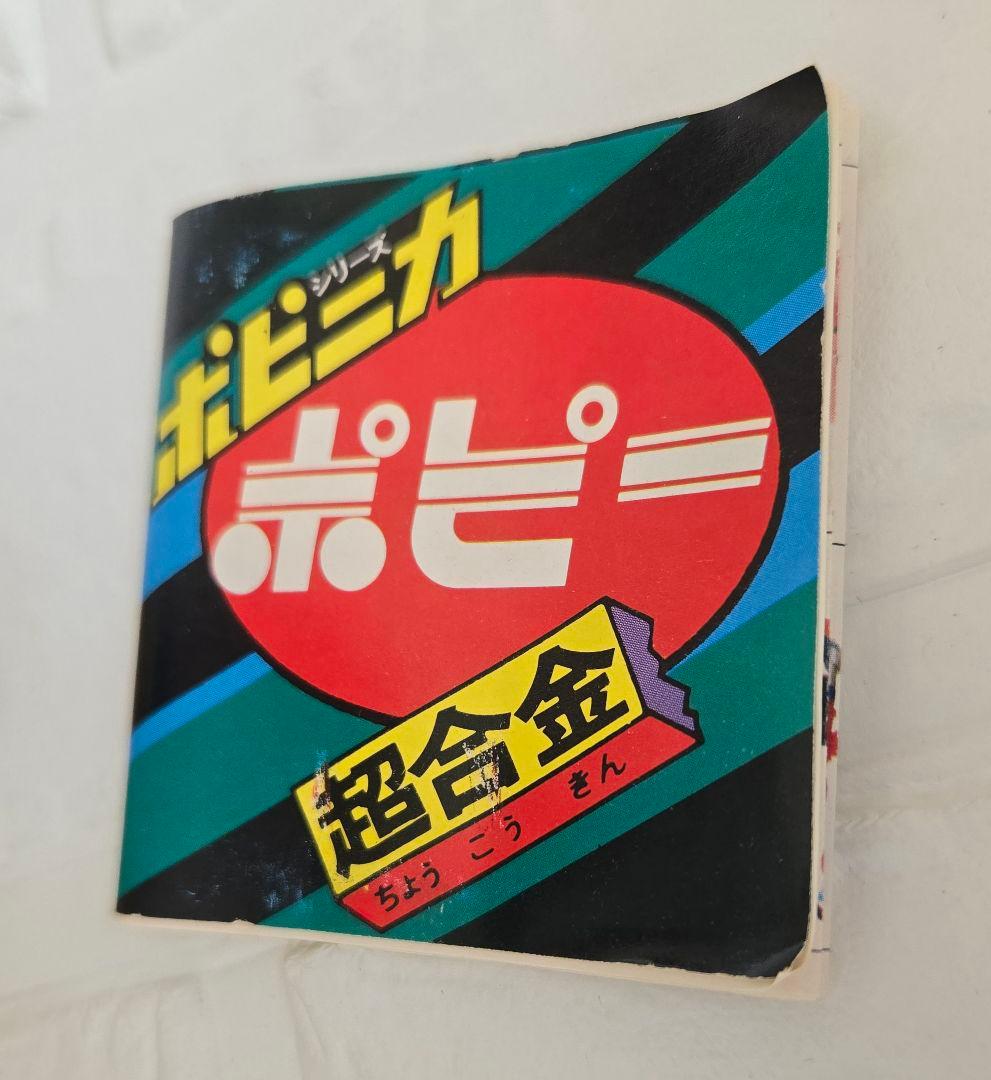 ポピニカ
シリーズ
ポピー
超合金
ちょう ごう きん